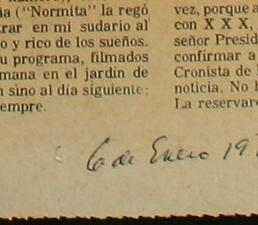 ia ("Normita" la regó
rar en mi sudario al
o y rico de los sueños.
u programa, filmados
mana en el jardín de
n sino al día siguiente:
empre.
vez, porque a
con X X X,
señor Presid
confirmar a
Cronista de l
noticia. No h
La reservare
6 de Enero 19